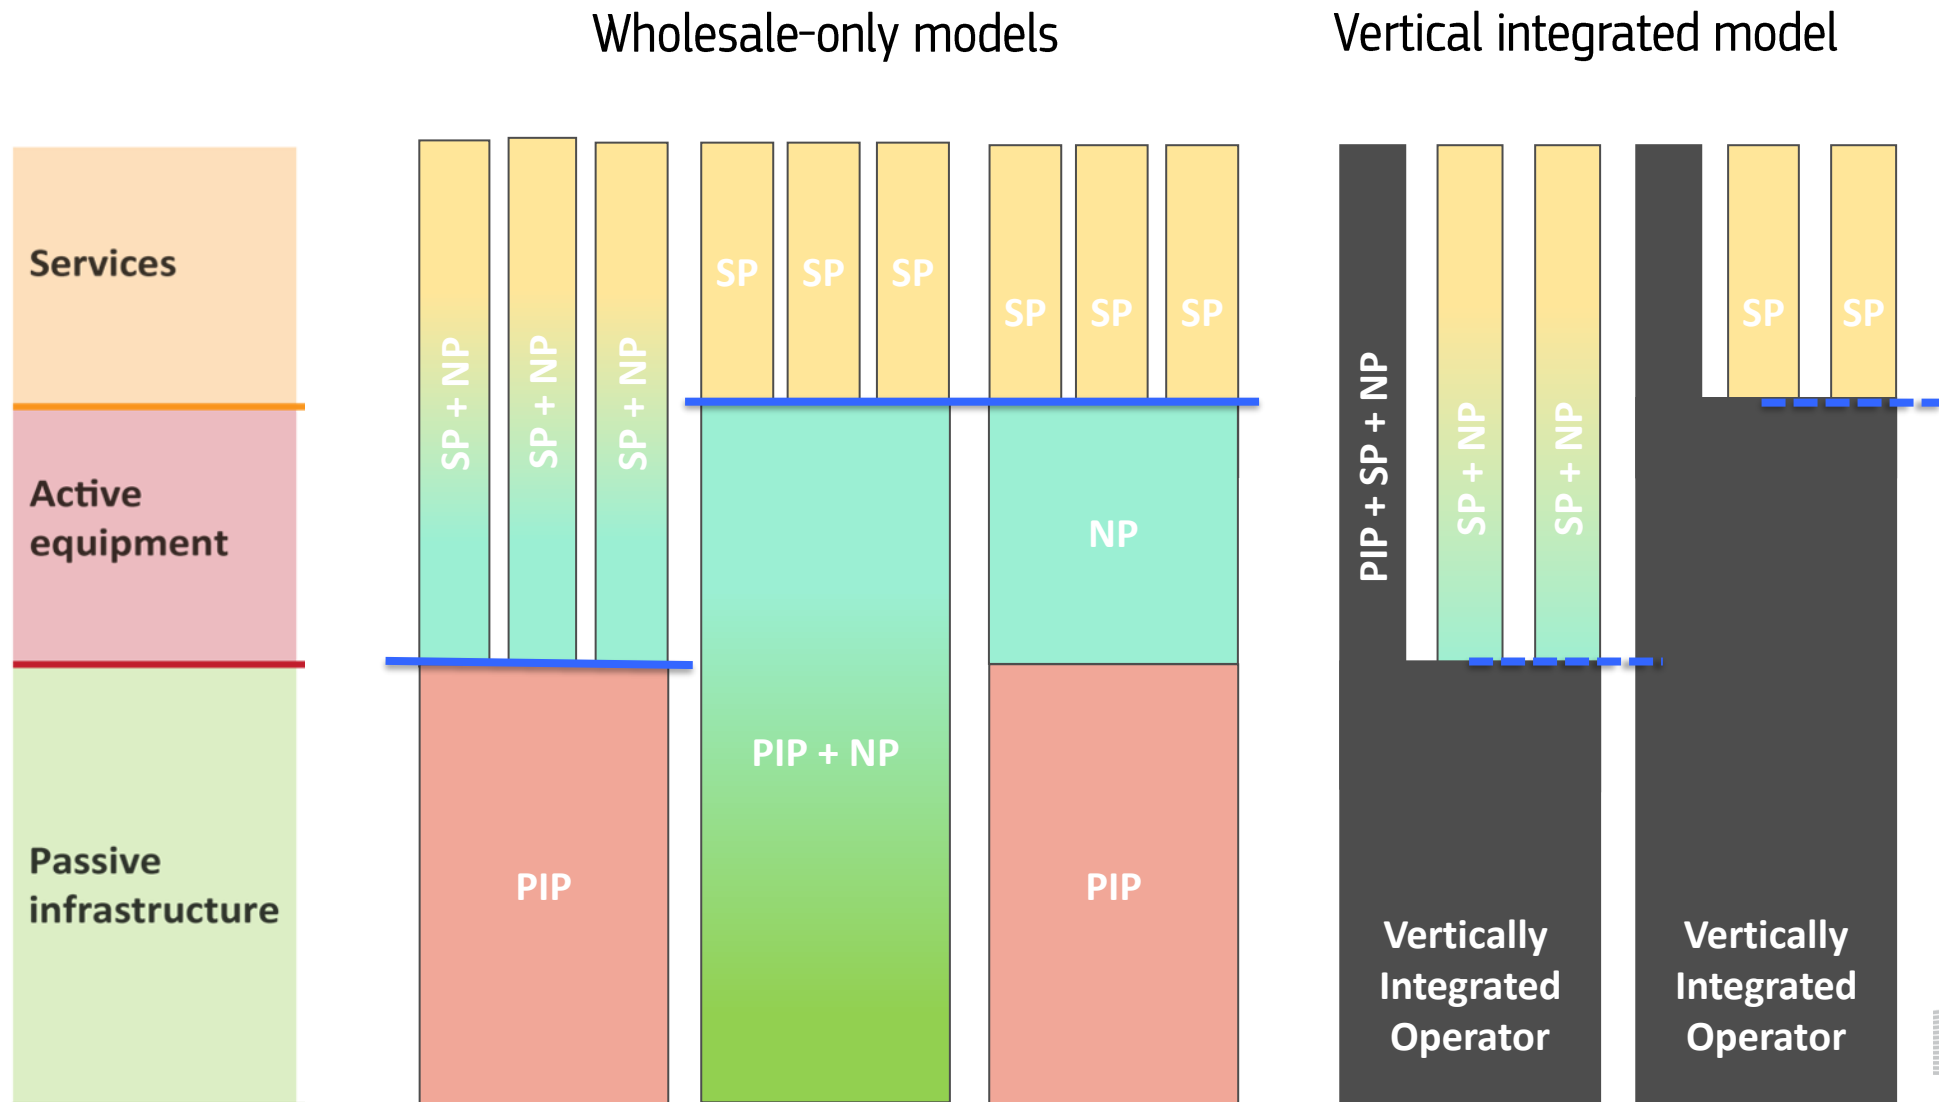 Wholesale-only models
Vertical integrated model
Services
Active
equipment
Passive
infrastructure
SP + NP
SP + NP
SP + NP
PIP
SP
SP
SP
PIP + NP
SP
SP
SP
NP
PIP
PIP + SP + NP
SP + NP
SP + NP
Vertically
Integrated
Operator
SP
SP
Vertically
Integrated
Operator